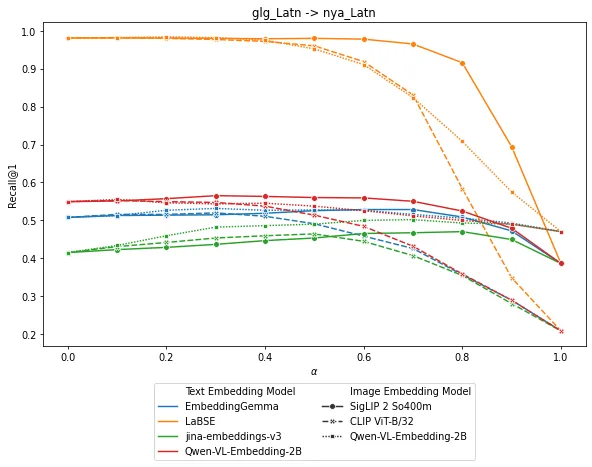 glg_Latn -> nya_Latn
1.0
0.9
0.8
0.7
0.6
0.5
0.4
0.3
0.2
Recall@1
0.0 0.2 0.4 0.6 0.8 1.0
α
Text Embedding Model
EmbeddingGemma
LaBSE
jina-embeddings-v3
Qwen-VL-Embedding-2B
Image Embedding Model
SigLIP 2 So400m
CLIP ViT-B/32
Qwen-VL-Embedding-2B